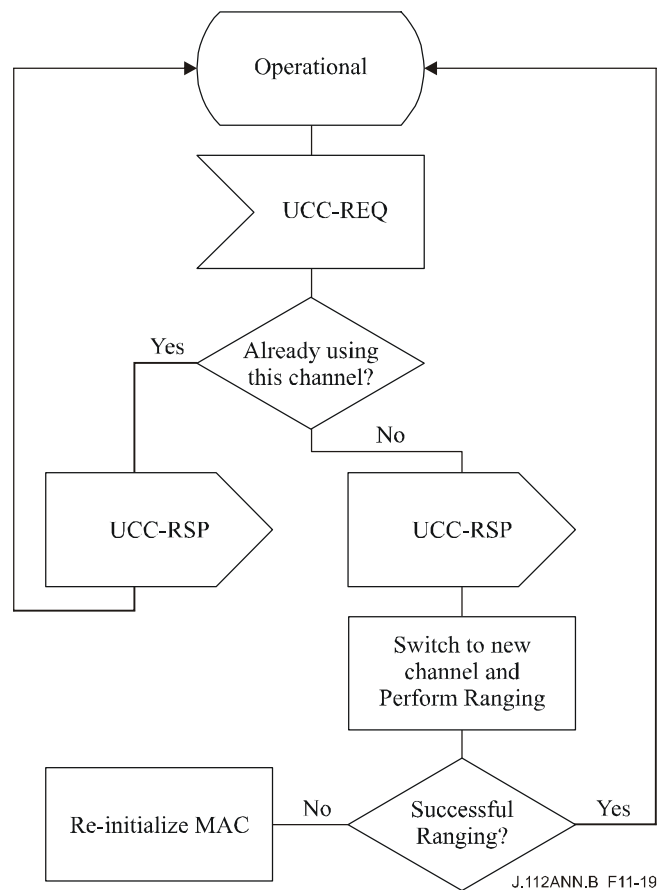 Operational
UCC-REQ
Already using
this channel?
Yes
No
UCC-RSP
UCC-RSP
Switch to new
channel and
Perform Ranging
Successful
Ranging?
No
Yes
Re-initialize MAC
J.112ANN.B_F11-19